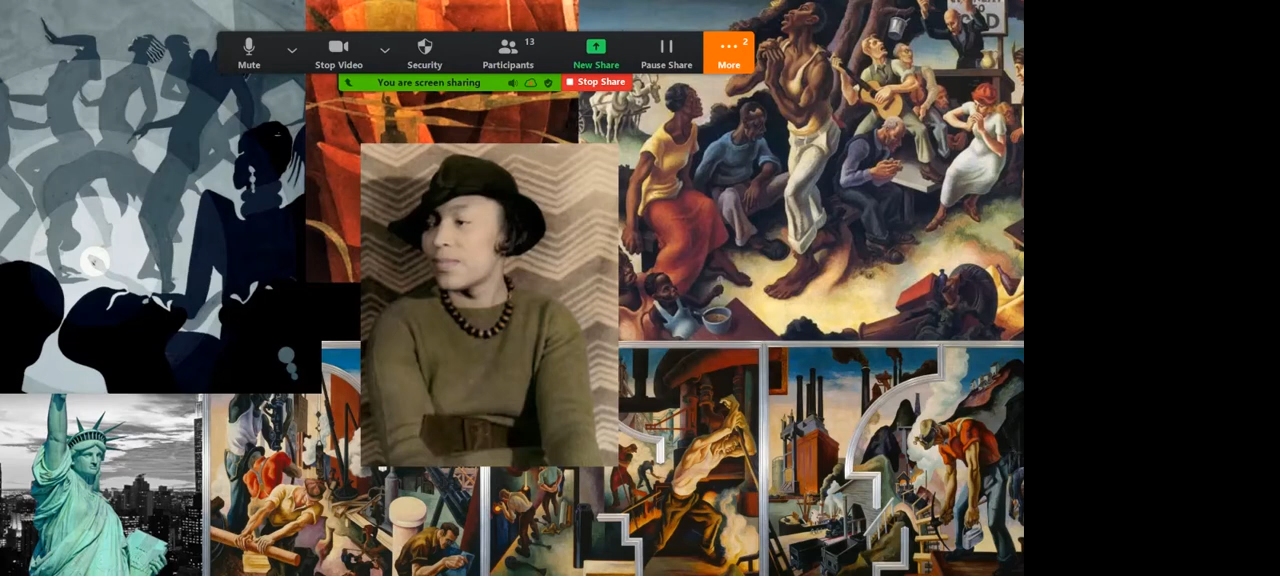 13
2
Mute
Stop Video
Security
Participants
New Share
Pause Share
More
You are screen sharing
Stop Share